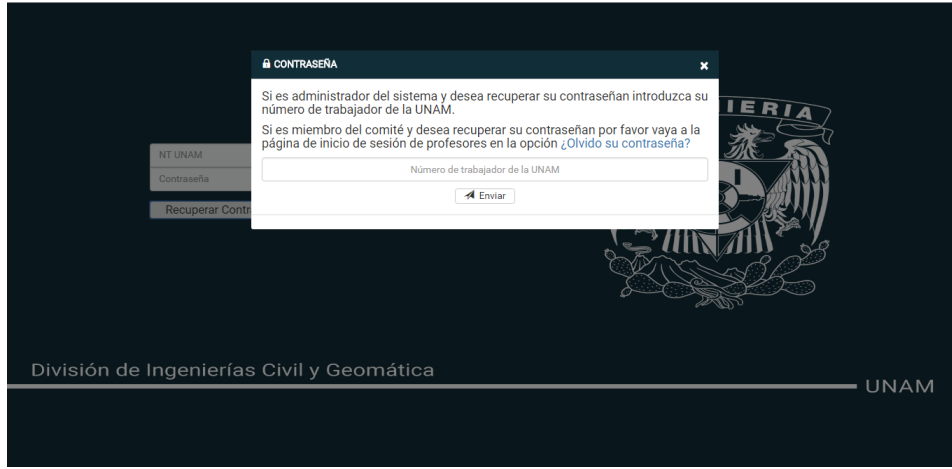 CONTRASEÑA
Si es administrador del sistema y desea recuperar su contraseñan introduzca su
número de trabajador de la UNAM.
Si es miembro del comité y desea recuperar su contraseñan por favor vaya a la
página de inicio de sesión de profesores en la opción ¿Olvido su contraseña?
Número de trabajador de la UNAM
Enviar
NT UNAM
Contraseña
Recuperar Contr
IERIA
División de Ingenierías Civil y Geomática
UNAM